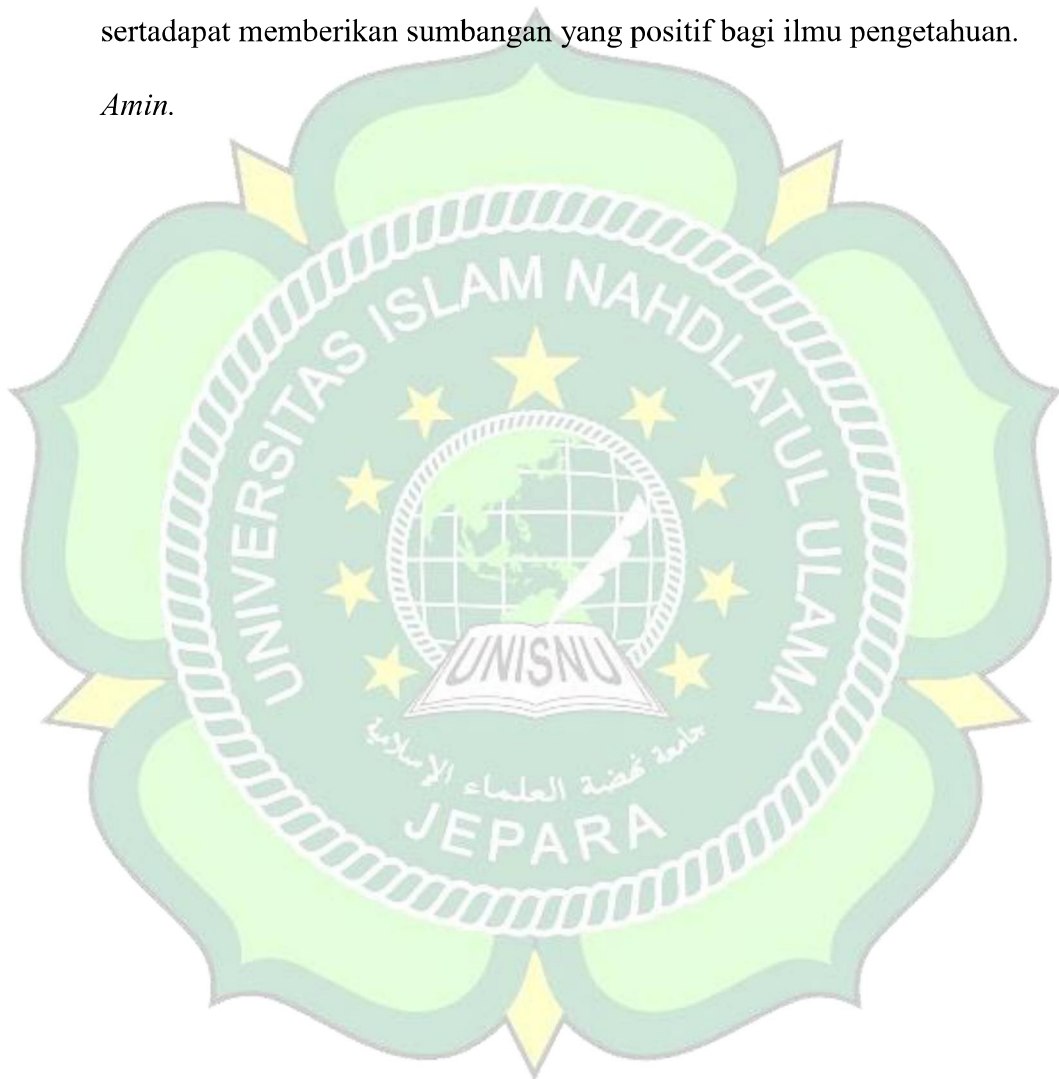 sertadapat memberikan sumbangan yang positif bagi ilmu pengetahuan.
Amin.
UNIVERSITAS ISLAM NAHDLATUL ULAMA
UNISNU
جامعة نهضة العلماء الإسلامية
JEPARA